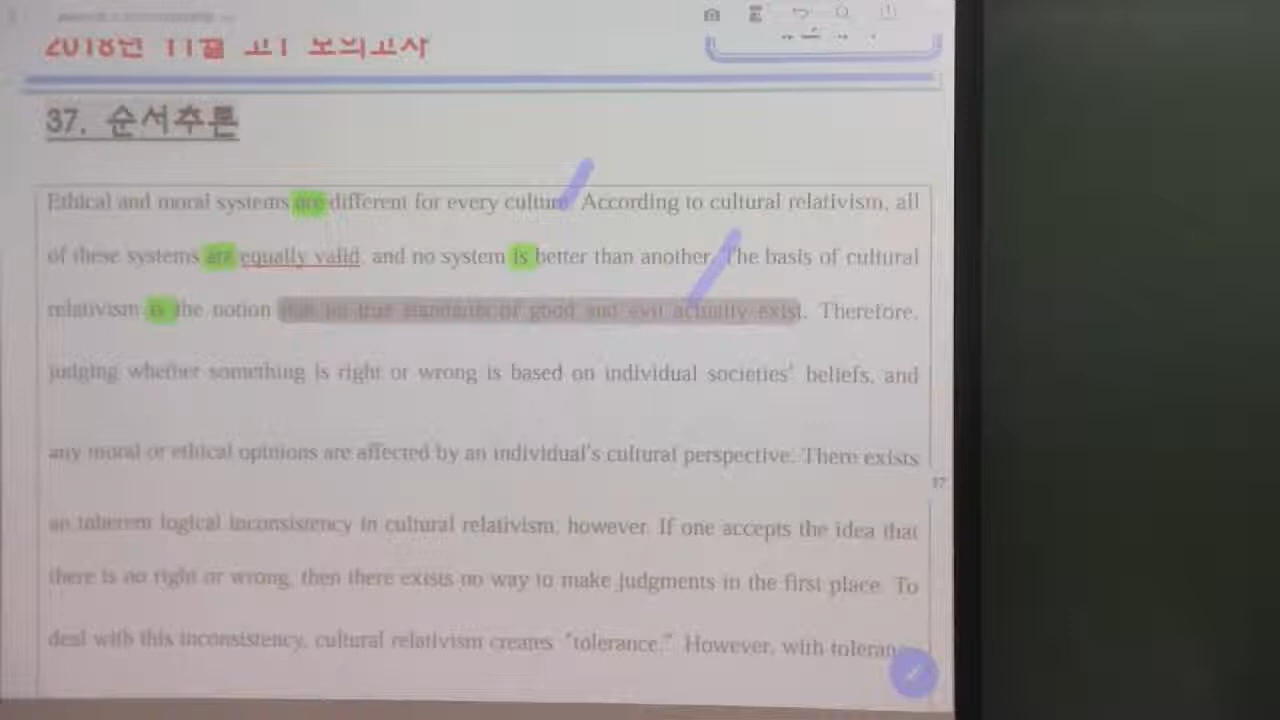 2018년 11월 고1 모의고사
37. 순서추론
Ethical and moral systems are different for every culture. According to cultural relativism, all
of these systems are equally valid, and no system is better than another. The basis of cultural
relativism is the notion that no true standards of good and evil actually exist. Therefore,
judging whether something is right or wrong is based on individual societies' beliefs, and
any moral or ethical opinions are affected by an individual's cultural perspective. There exists
an inherent logical inconsistency in cultural relativism, however. If one accepts the idea that
there is no right or wrong, then there exists no way to make judgments in the first place. To
deal with this inconsistency, cultural relativism creates "tolerance." However, with